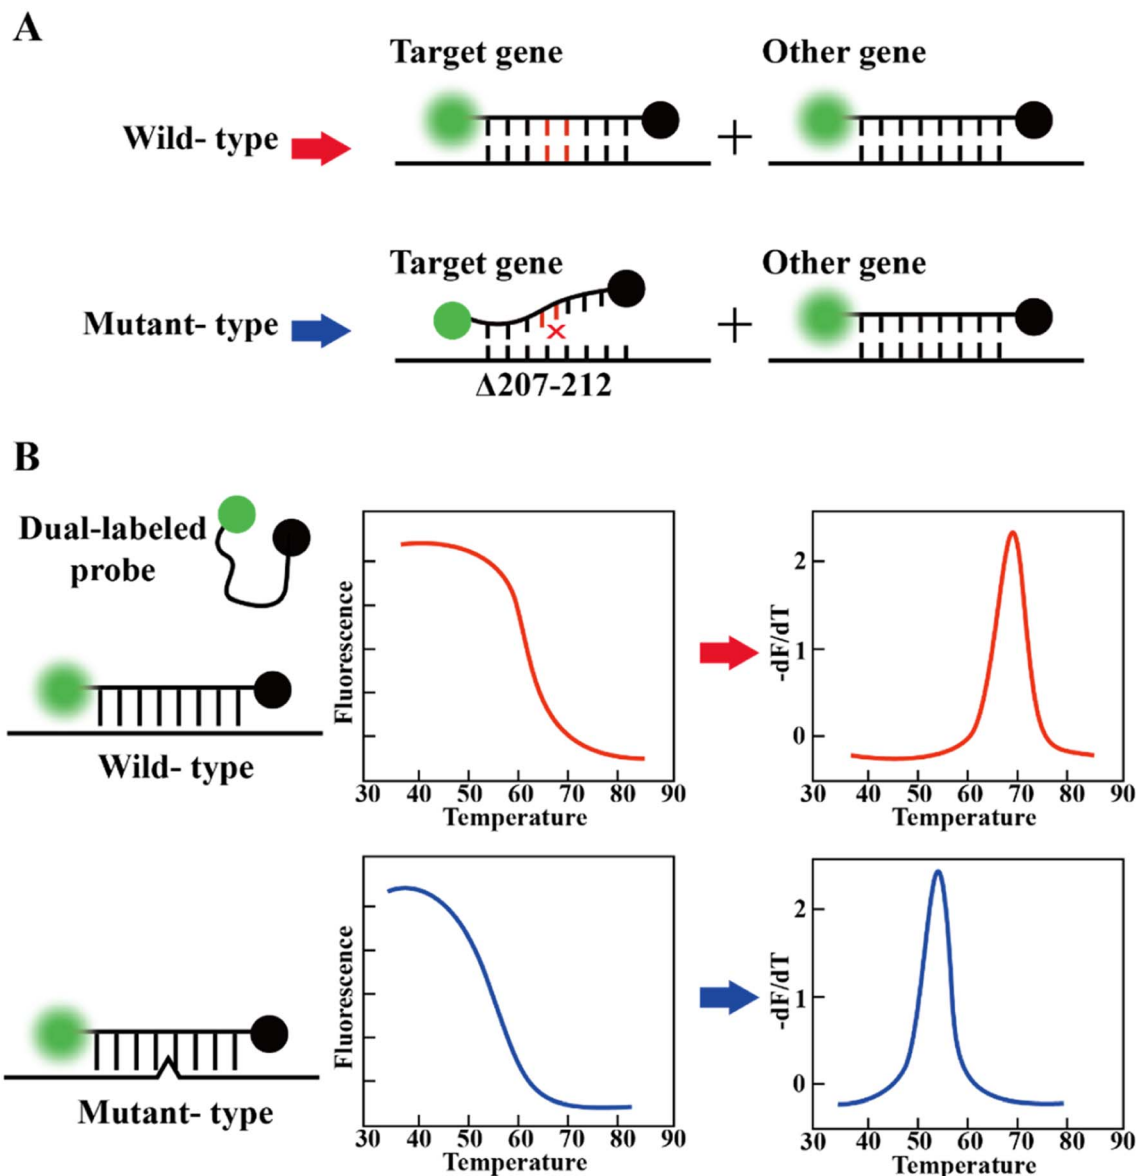 A
Target gene
Other gene
Wild- type
+
Target gene
Other gene
Mutant- type
x
+
Δ207-212
B
Dual-labeled
probe
Wild- type
Fluorescence
30 40 50 60 70 80 90
Temperature
-dF/dT
2
1
0
30 40 50 60 70 80 90
Temperature
Mutant- type
Fluorescence
30 40 50 60 70 80 90
Temperature
-dF/dT
2
1
0
30 40 50 60 70 80 90
Temperature